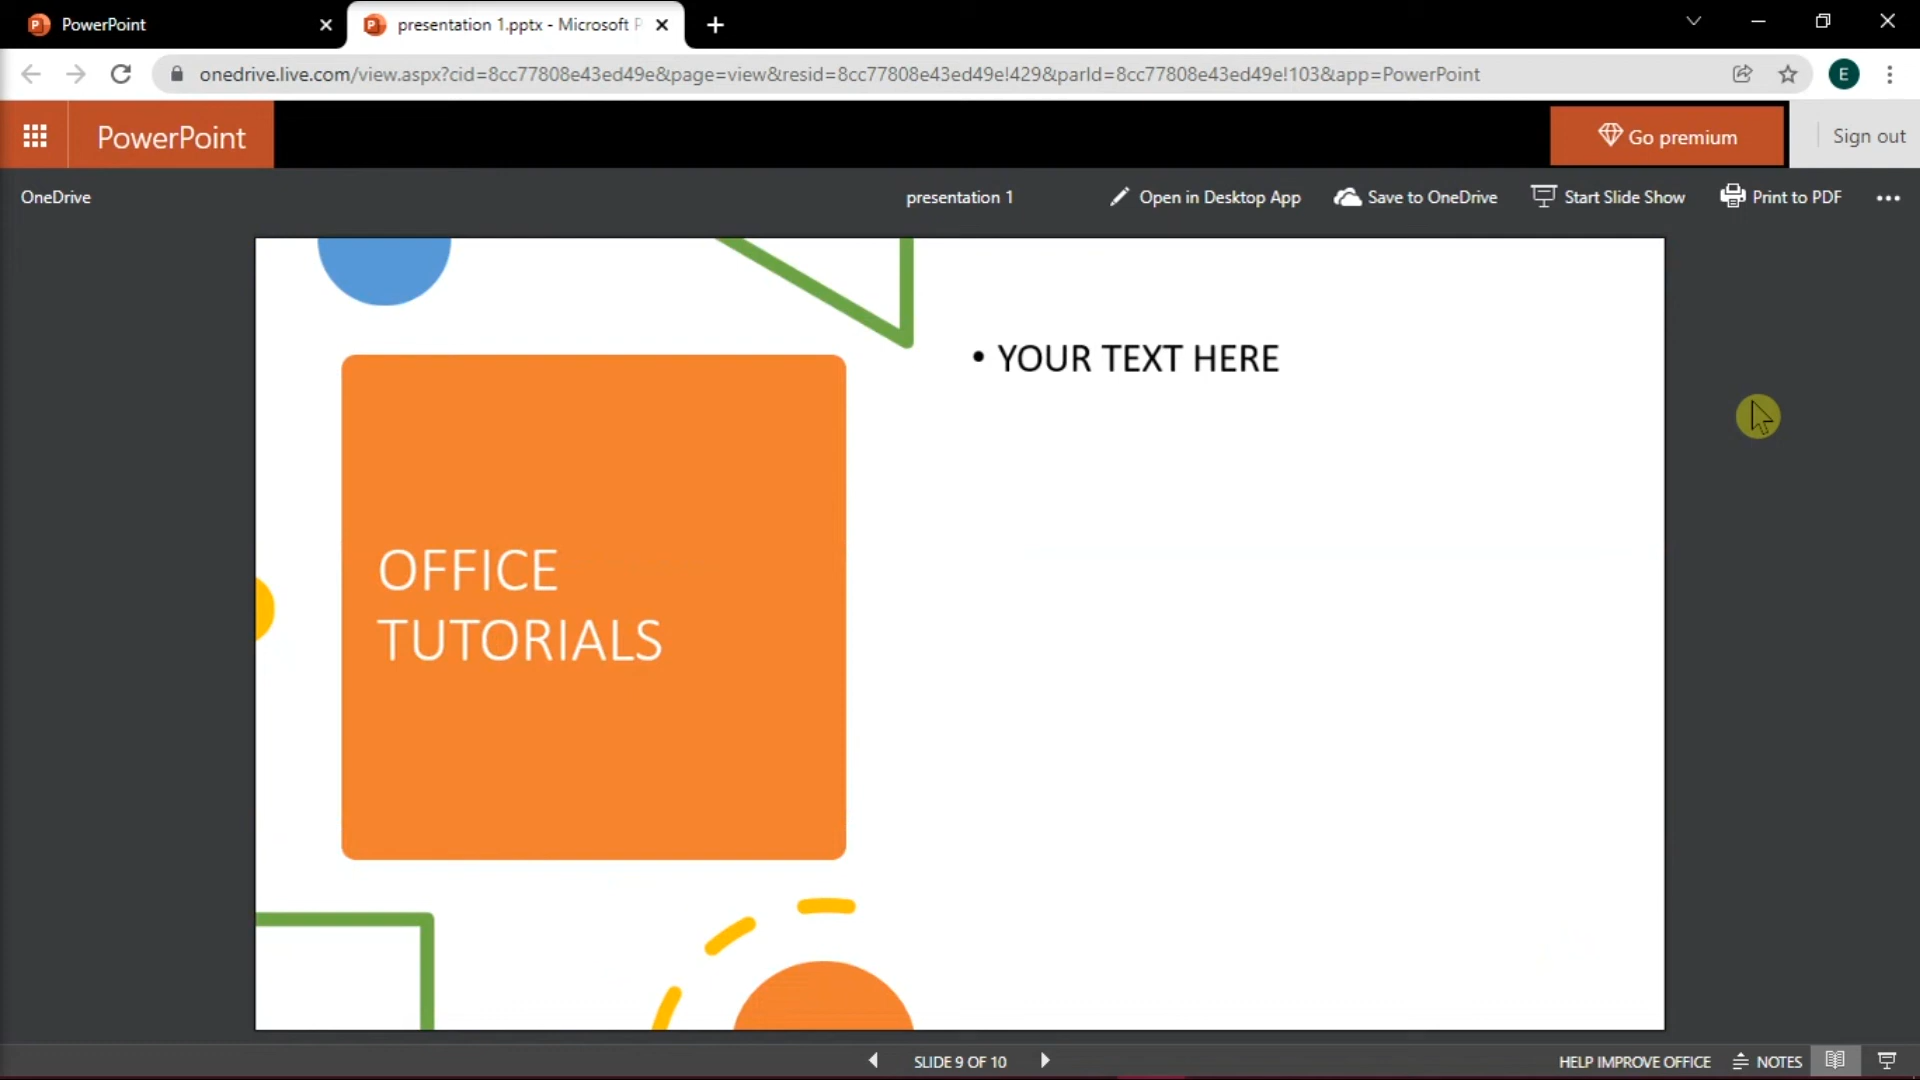 PowerPoint
presentation 1.pptx - Microsoft P
onedrive.live.com/view.aspx?cid=8cc77808e43ed49e&page=view&resid=8cc77808e43ed49e!429&parId=8cc77808e43ed49e!103&app=PowerPoint
E
PowerPoint
Go premium
Sign out
OneDrive
presentation 1
Open in Desktop App
Save to OneDrive
Start Slide Show
Print to PDF
• YOUR TEXT HERE
OFFICE
TUTORIALS
SLIDE 9 OF 10
HELP IMPROVE OFFICE
NOTES